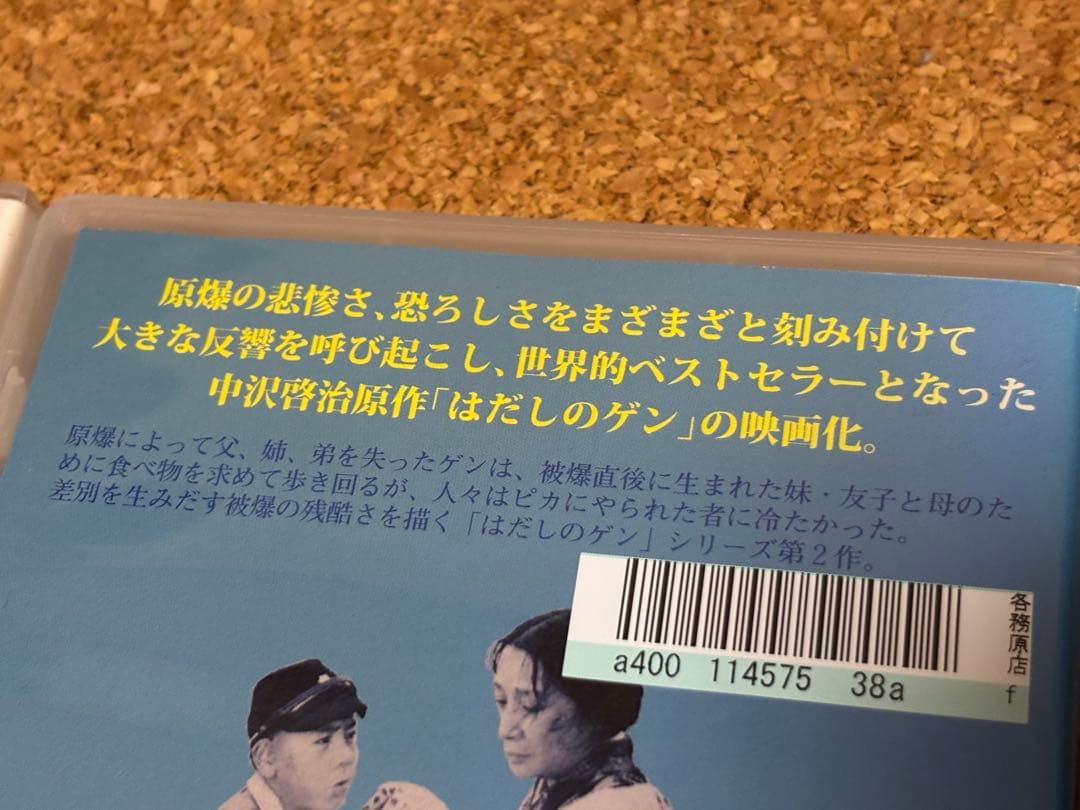 原爆の悲惨さ、恐ろしさをまざまざと刻み付けて
大きな反響を呼び起こし、世界的ベストセラーとなった
中沢啓治原作「はだしのゲン」の映画化。
原爆によって父、姉、弟を失ったゲンは、被爆直後に生まれた妹・友子と母のた
めに食べ物を求めて歩き回るが、人々はピカにやられた者に冷たかった。
差別を生みだす被爆の残酷さを描く「はだしのゲン」シリーズ第2作。
各務原店
a400 114575 38a f